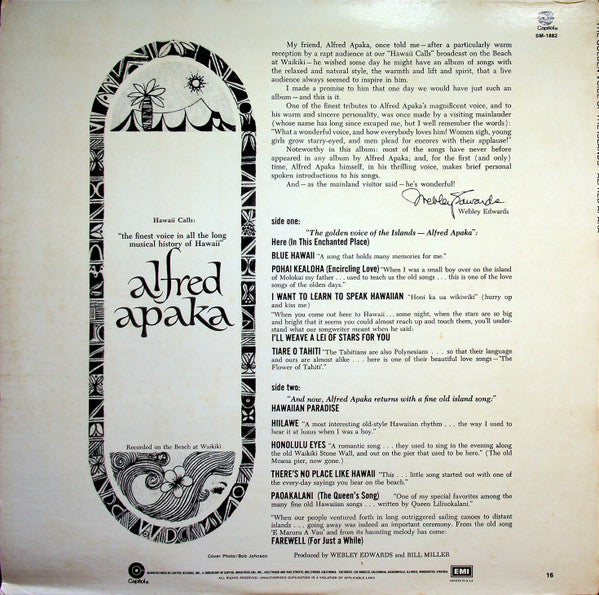 Capitol
SM-1882
My friend, Alfred Apaka, once told me—after a particularly warm
reception by a rapt audience at our "Hawaii Calls" broadcast on the Beach
at Waikiki—he wished some day he might have an album of songs with
the relaxed and natural style, the warmth and lift and spirit, that a live
audience always seemed to inspire in him.
I made a promise to him that one day we would have just such an
album—and this is it.
One of the finest tributes to Alfred Apaka's magnificent voice, and to
his warm and sincere personality, was once made by a visiting mainlander
(whose name has long since escaped me, but I well remember the words):
"What a wonderful voice, and how everybody loves him! Women sigh, young
girls grow starry-eyed, and men plead for encores with their applause!"
Noteworthy in this album: most of the songs have never before
appeared in any album by Alfred Apaka; and, for the first (and only)
time, Alfred Apaka himself, in his thrilling voice, makes brief personal
spoken introductions to his songs.
And—as the mainland visitor said—he's wonderful!
Webley Edwards
Webley Edwards
Hawaii Calls:
"the finest voice in all the long
musical history of Hawaii"
alfred
apaka
Recorded on the Beach at Waikiki
side one:
"The golden voice of the Islands — Alfred Apaka":
Here (In This Enchanted Place)
BLUE HAWAII "A song that holds many memories for me."
POHAI KEALOHA (Encircling Love) "When I was a small boy over on the island
of Molokai my father . . . used to teach us the old songs . . . this is one of the love
songs of the olden days."
I WANT TO LEARN TO SPEAK HAWAIIAN "Honi ka ua wikiwiki" (hurry up
and kiss me)
"When you come out here to Hawaii . . . some night, when the stars are so big
and bright that it seems you could almost reach up and touch them, you'll under-
stand what our songwriter meant when he said:
I'LL WEAVE A LEI OF STARS FOR YOU
TIARE O TAHITI "The Tahitians are also Polynesians . . . so that their language
and ours are almost alike . . . here is one of their beautiful love songs—'The
Flower of Tahiti'."
side two:
"And now, Alfred Apaka returns with a fine old island song:"
HAWAIIAN PARADISE
HIILAWE "A most interesting old-style Hawaiian rhythm . . . the way I used to
hear it at luaus when I was a boy."
HONOLULU EYES "A romantic song . . . they used to sing in the evening along
the old Waikiki Stone Wall, and out on the pier that used to be here." (The old
Moana pier, now gone.)
THERE'S NO PLACE LIKE HAWAII "This . . . little song started out with one of
the every-day sayings you hear on the beach."
PAOAKALANI (The Queen's Song) "One of my special favorites among the
many fine old Hawaiian songs . . . written by Queen Liliuokalani."
"When our people ventured forth in long outriggered sailing canoes to distant
islands . . . going away was indeed an important ceremony. From the old song
'E Maruru A Vau' and from its haunting melody has come:
FAREWELL (For Just a While)
Cover Photo/Bob Johnson
Produced by WEBLEY EDWARDS and BILL MILLER
Capitol
EMI
16